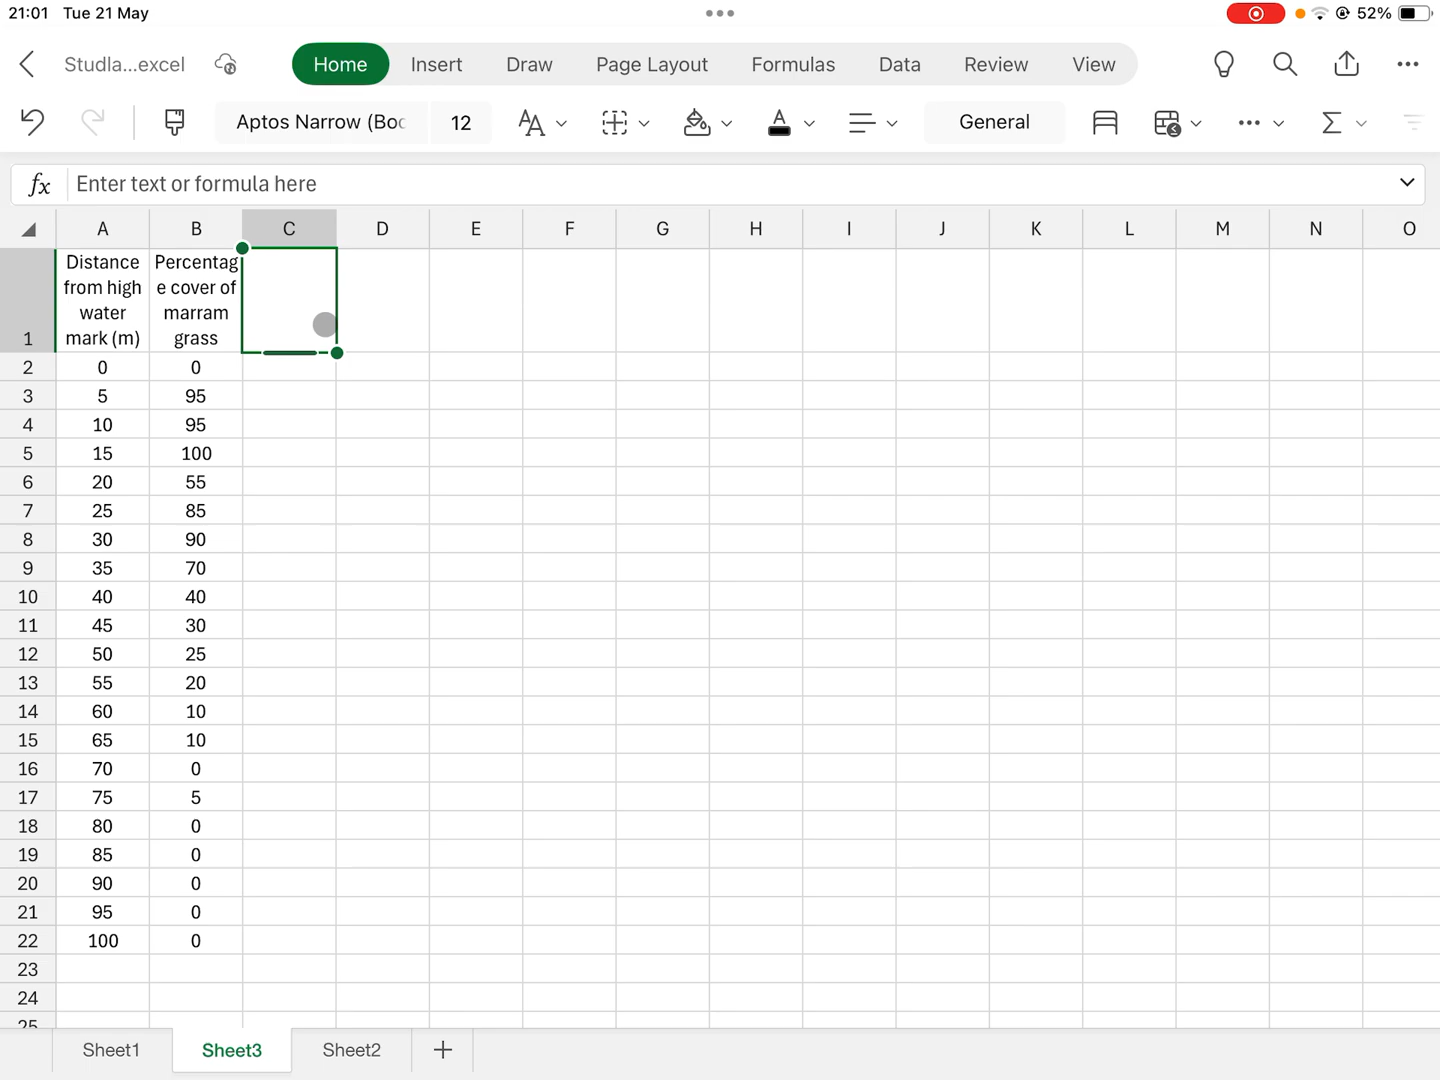 21:01 Tue 21 May 52%
Studla...excel Home Insert Draw Page Layout Formulas Data Review View
Aptos Narrow (Boc 12 General
fx Enter text or formula here
A B C D E F G H I J K L M N O
1 Distance from high water mark (m) Percentage cover of marram grass
2 0 0
3 5 95
4 10 95
5 15 100
6 20 55
7 25 85
8 30 90
9 35 70
10 40 40
11 45 30
12 50 25
13 55 20
14 60 10
15 65 10
16 70 0
17 75 5
18 80 0
19 85 0
20 90 0
21 95 0
22 100 0
23
24
25
Sheet1 Sheet3 Sheet2